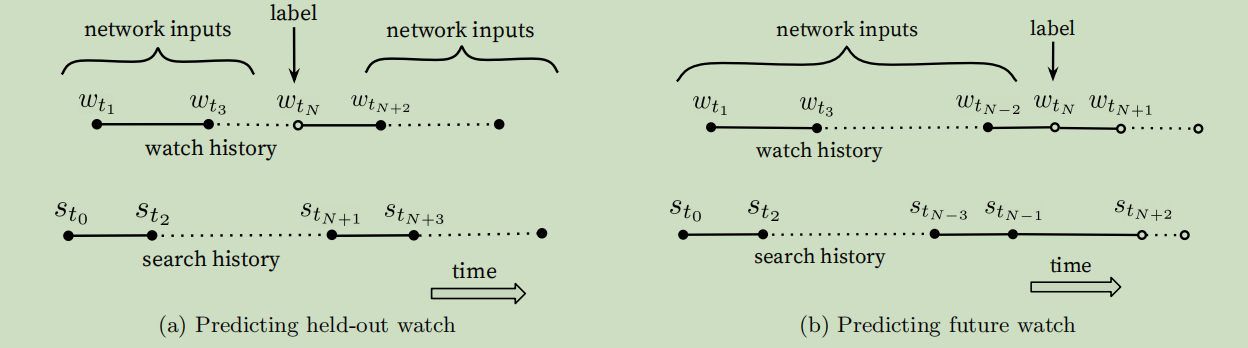 label
network inputs network inputs
w_{t_1} w_{t_3} w_{t_N} w_{t_{N+2}}
watch history
s_{t_0} s_{t_2} s_{t_{N+1}} s_{t_{N+3}}
search history
time
(a) Predicting held-out watch
network inputs label
w_{t_1} w_{t_3} w_{t_{N-2}} w_{t_N} w_{t_{N+1}}
watch history
s_{t_0} s_{t_2} s_{t_{N-3}} s_{t_{N-1}} s_{t_{N+2}}
search history
time
(b) Predicting future watch